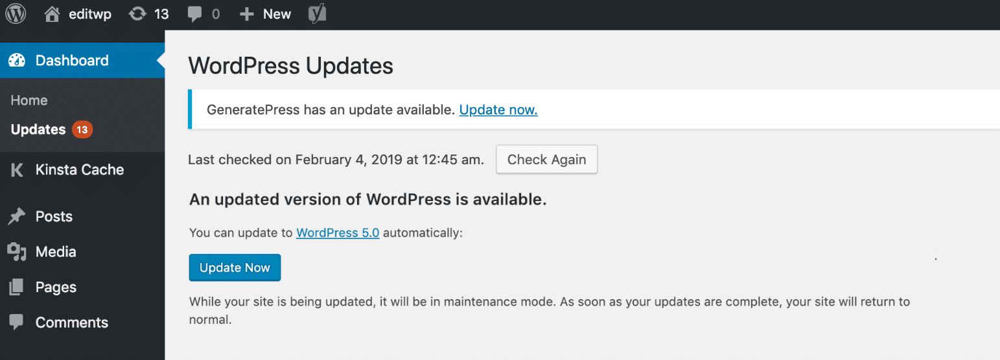 editwp 13 0 New
Dashboard
Home
Updates 13
Kinsta Cache
Posts
Media
Pages
Comments
WordPress Updates
GeneratePress has an update available. Update now.
Last checked on February 4, 2019 at 12:45 am. Check Again
An updated version of WordPress is available.
You can update to WordPress 5.0 automatically:
Update Now
While your site is being updated, it will be in maintenance mode. As soon as your updates are complete, your site will return to
normal.